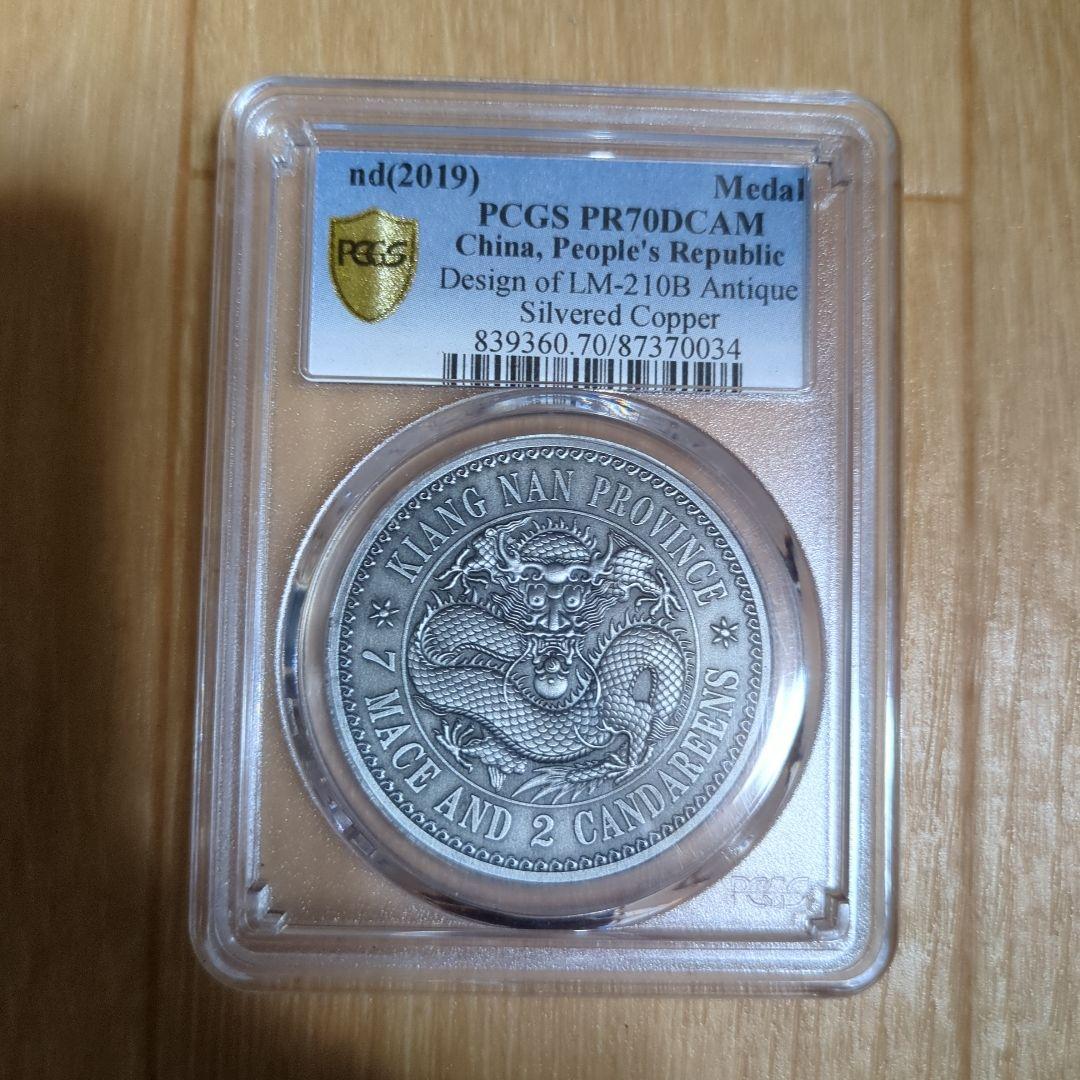 nd(2019) Medal
PCGS PR70DCAM
China, People's Republic
Design of LM-210B Antique
Silvered Copper
839360.70/87370034
PCGS
KIANG NAN PROVINCE
7 MACE AND 2 CANDAREENS
PCGS